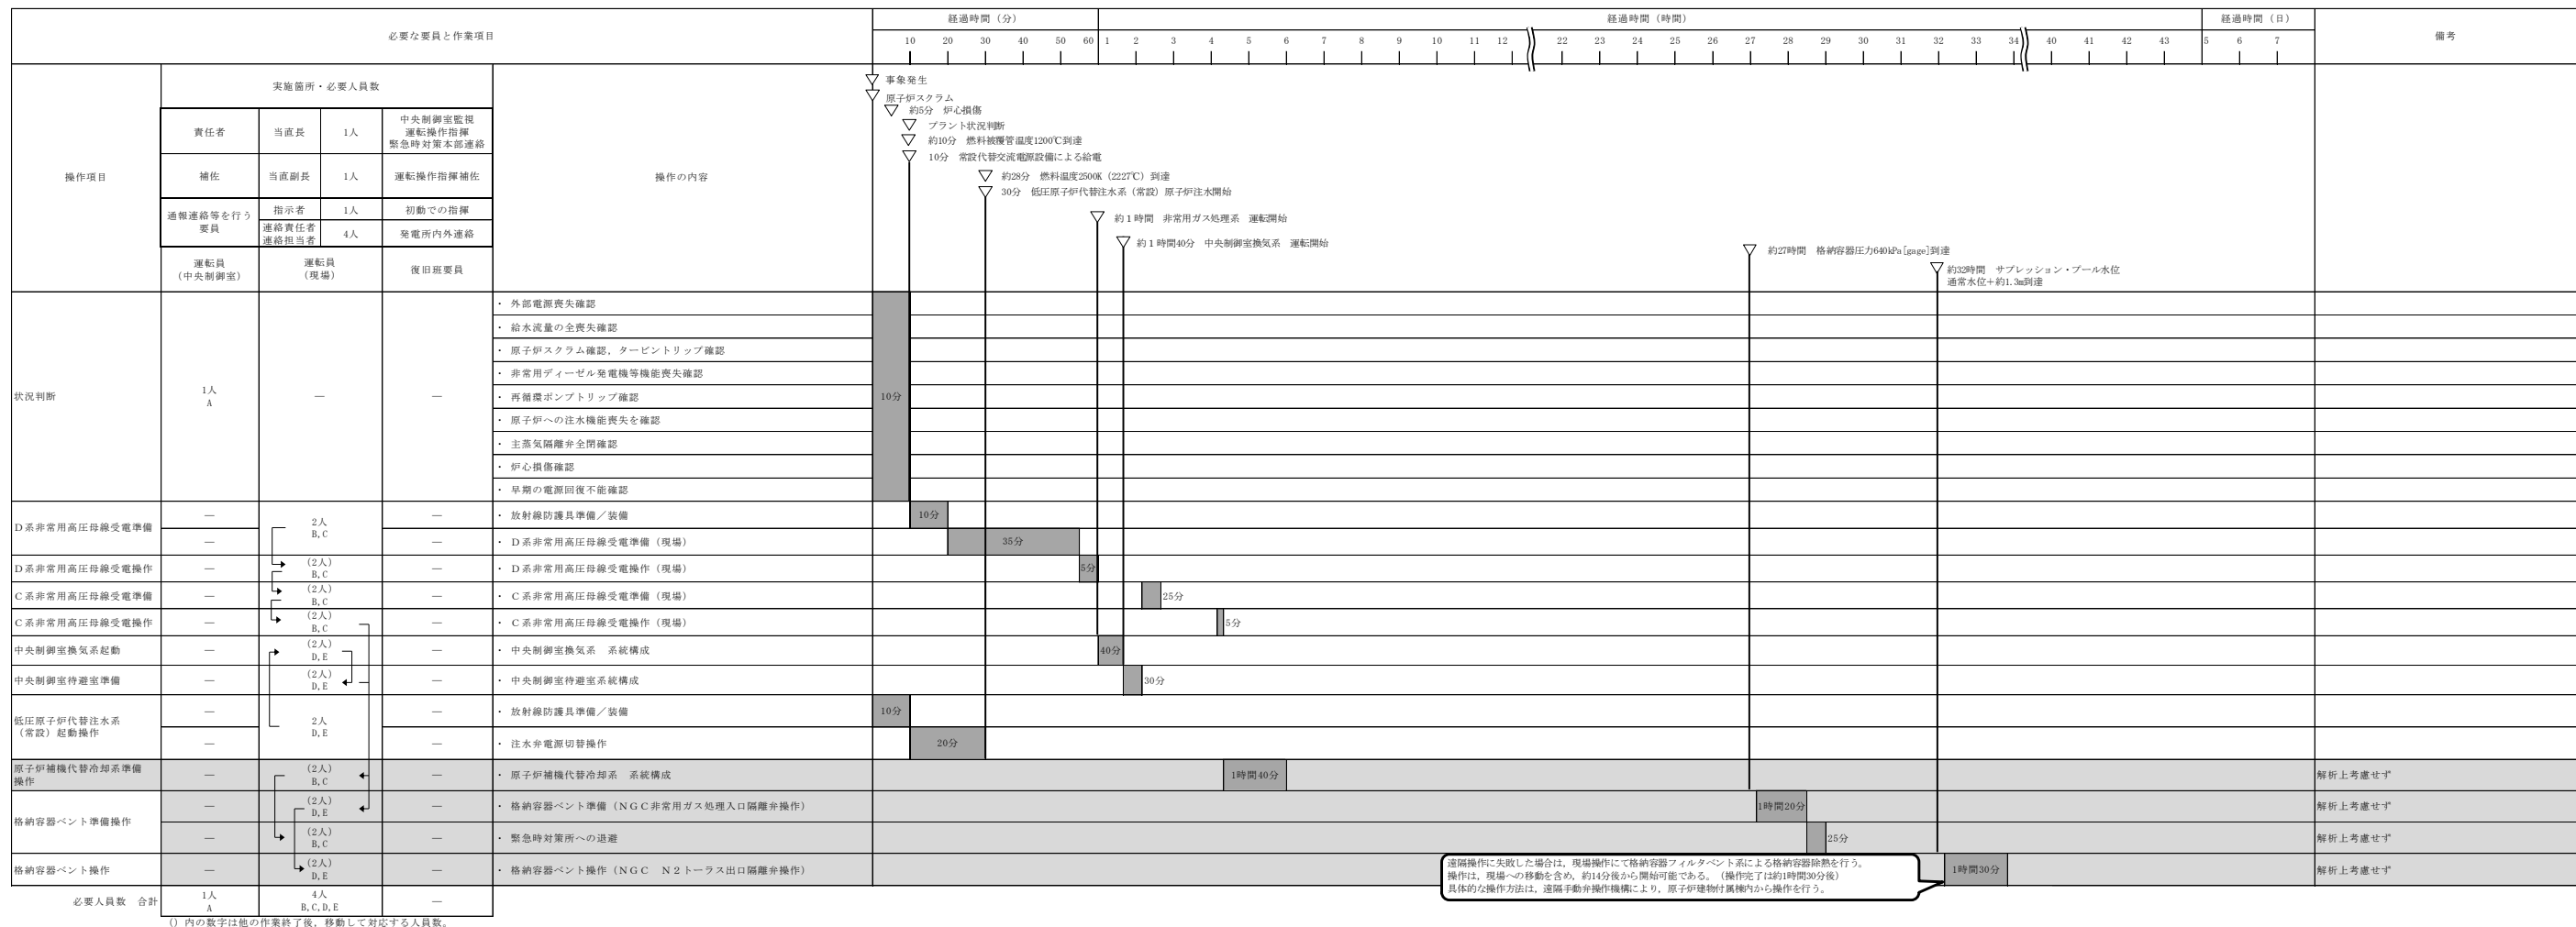 必要な要員と作業項目
経過時間（分）
経過時間（時間）
経過時間（日）
備考
10 20 30 40 50 60 1 2 3 4 5 6 7 8 9 10 11 12 22 23 24 25 26 27 28 29 30 31 32 33 34 40 41 42 43 5 6 7
操作項目
実施箇所・必要人員数
操作の内容
責任者 当直長 1人 中央制御室監視
運転操作指揮
緊急時対策本部連絡
補佐 当直副長 1人 運転操作指揮補佐
通報連絡等を行う
要員
指示者 1人 初動での指揮
連絡責任者
連絡担当者
4人 発電所内外連絡
運転員
（中央制御室）
運転員
（現場）
復旧班要員
事象発生
原子炉スクラム
約5分 炉心損傷
プラント状況判断
約10分 燃料被覆管温度1200℃到達
10分 常設代替交流電源設備による給電
約28分 燃料温度2500K（2227℃）到達
30分 低圧原子炉代替注水系（常設）原子炉注水開始
約１時間 非常用ガス処理系 運転開始
約１時間40分 中央制御室換気系 運転開始
約27時間 格納容器圧力640kPa[gage]到達
約32時間 サプレッション・プール水位
通常水位＋約1.3m到達
状況判断
1人
A
―
―
・ 外部電源喪失確認
・ 給水流量の全喪失確認
・ 原子炉スクラム確認，タービントリップ確認
・ 非常用ディーゼル発電機等機能喪失確認
・ 再循環ポンプトリップ確認
・ 原子炉への注水機能喪失を確認
・ 主蒸気隔離弁全閉確認
・ 炉心損傷確認
・ 早期の電源回復不能確認
10分
Ｄ系非常用高圧母線受電準備
―
2人
B,C
―
・ 放射線防護具準備／装備
10分
―
―
・ Ｄ系非常用高圧母線受電準備（現場）
35分
Ｄ系非常用高圧母線受電操作
―
(2人)
B,C
―
・ Ｄ系非常用高圧母線受電操作（現場）
5分
Ｃ系非常用高圧母線受電準備
―
(2人)
B,C
―
・ Ｃ系非常用高圧母線受電準備（現場）
25分
Ｃ系非常用高圧母線受電操作
―
(2人)
B,C
―
・ Ｃ系非常用高圧母線受電操作（現場）
5分
中央制御室換気系起動
―
(2人)
D,E
―
・ 中央制御室換気系 系統構成
40分
中央制御室待避室準備
―
(2人)
D,E
―
・ 中央制御室待避室系統構成
30分
低圧原子炉代替注水系
（常設）起動操作
―
2人
D,E
―
・ 放射線防護具準備／装備
10分
―
―
・ 注水弁電源切替操作
20分
原子炉補機代替冷却系準備
操作
―
(2人)
B,C
―
・ 原子炉補機代替冷却系 系統構成
1時間40分
解析上考慮せず
格納容器ベント準備操作
―
(2人)
D,E
―
・ 格納容器ベント準備（ＮＧＣ非常用ガス処理入口隔離弁操作）
1時間20分
解析上考慮せず
―
(2人)
B,C
―
・ 緊急時対策所への退避
25分
解析上考慮せず
格納容器ベント操作
―
(2人)
D,E
―
・ 格納容器ベント操作（ＮＧＣ Ｎ２トーラス出口隔離弁操作）
遠隔操作に失敗した場合は，現場操作にて格納容器フィルタベント系による格納容器除熱を行う。
操作は，現場への移動を含め，約14分後から開始可能である。（操作完了は約1時間30分後）
具体的な操作方法は，遠隔手動弁操作機構により，原子炉建物付属棟内から操作を行う。
1時間30分
解析上考慮せず
必要人員数 合計
1人
A
4人
B,C,D,E
―
（）内の数字は他の作業終了後，移動して対応する人員数。